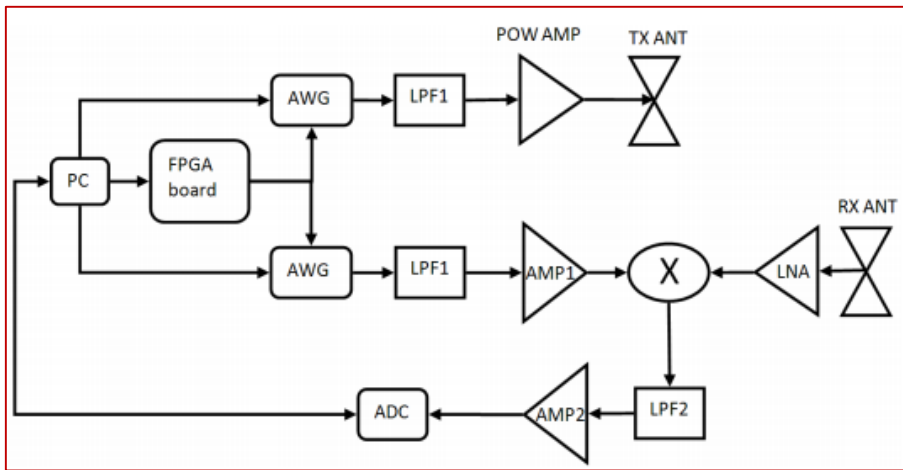 POW AMP
TX ANT
AWG
LPF1
PC
FPGA
board
RX ANT
AWG
LPF1
AMP1
X
LNA
ADC
AMP2
LPF2